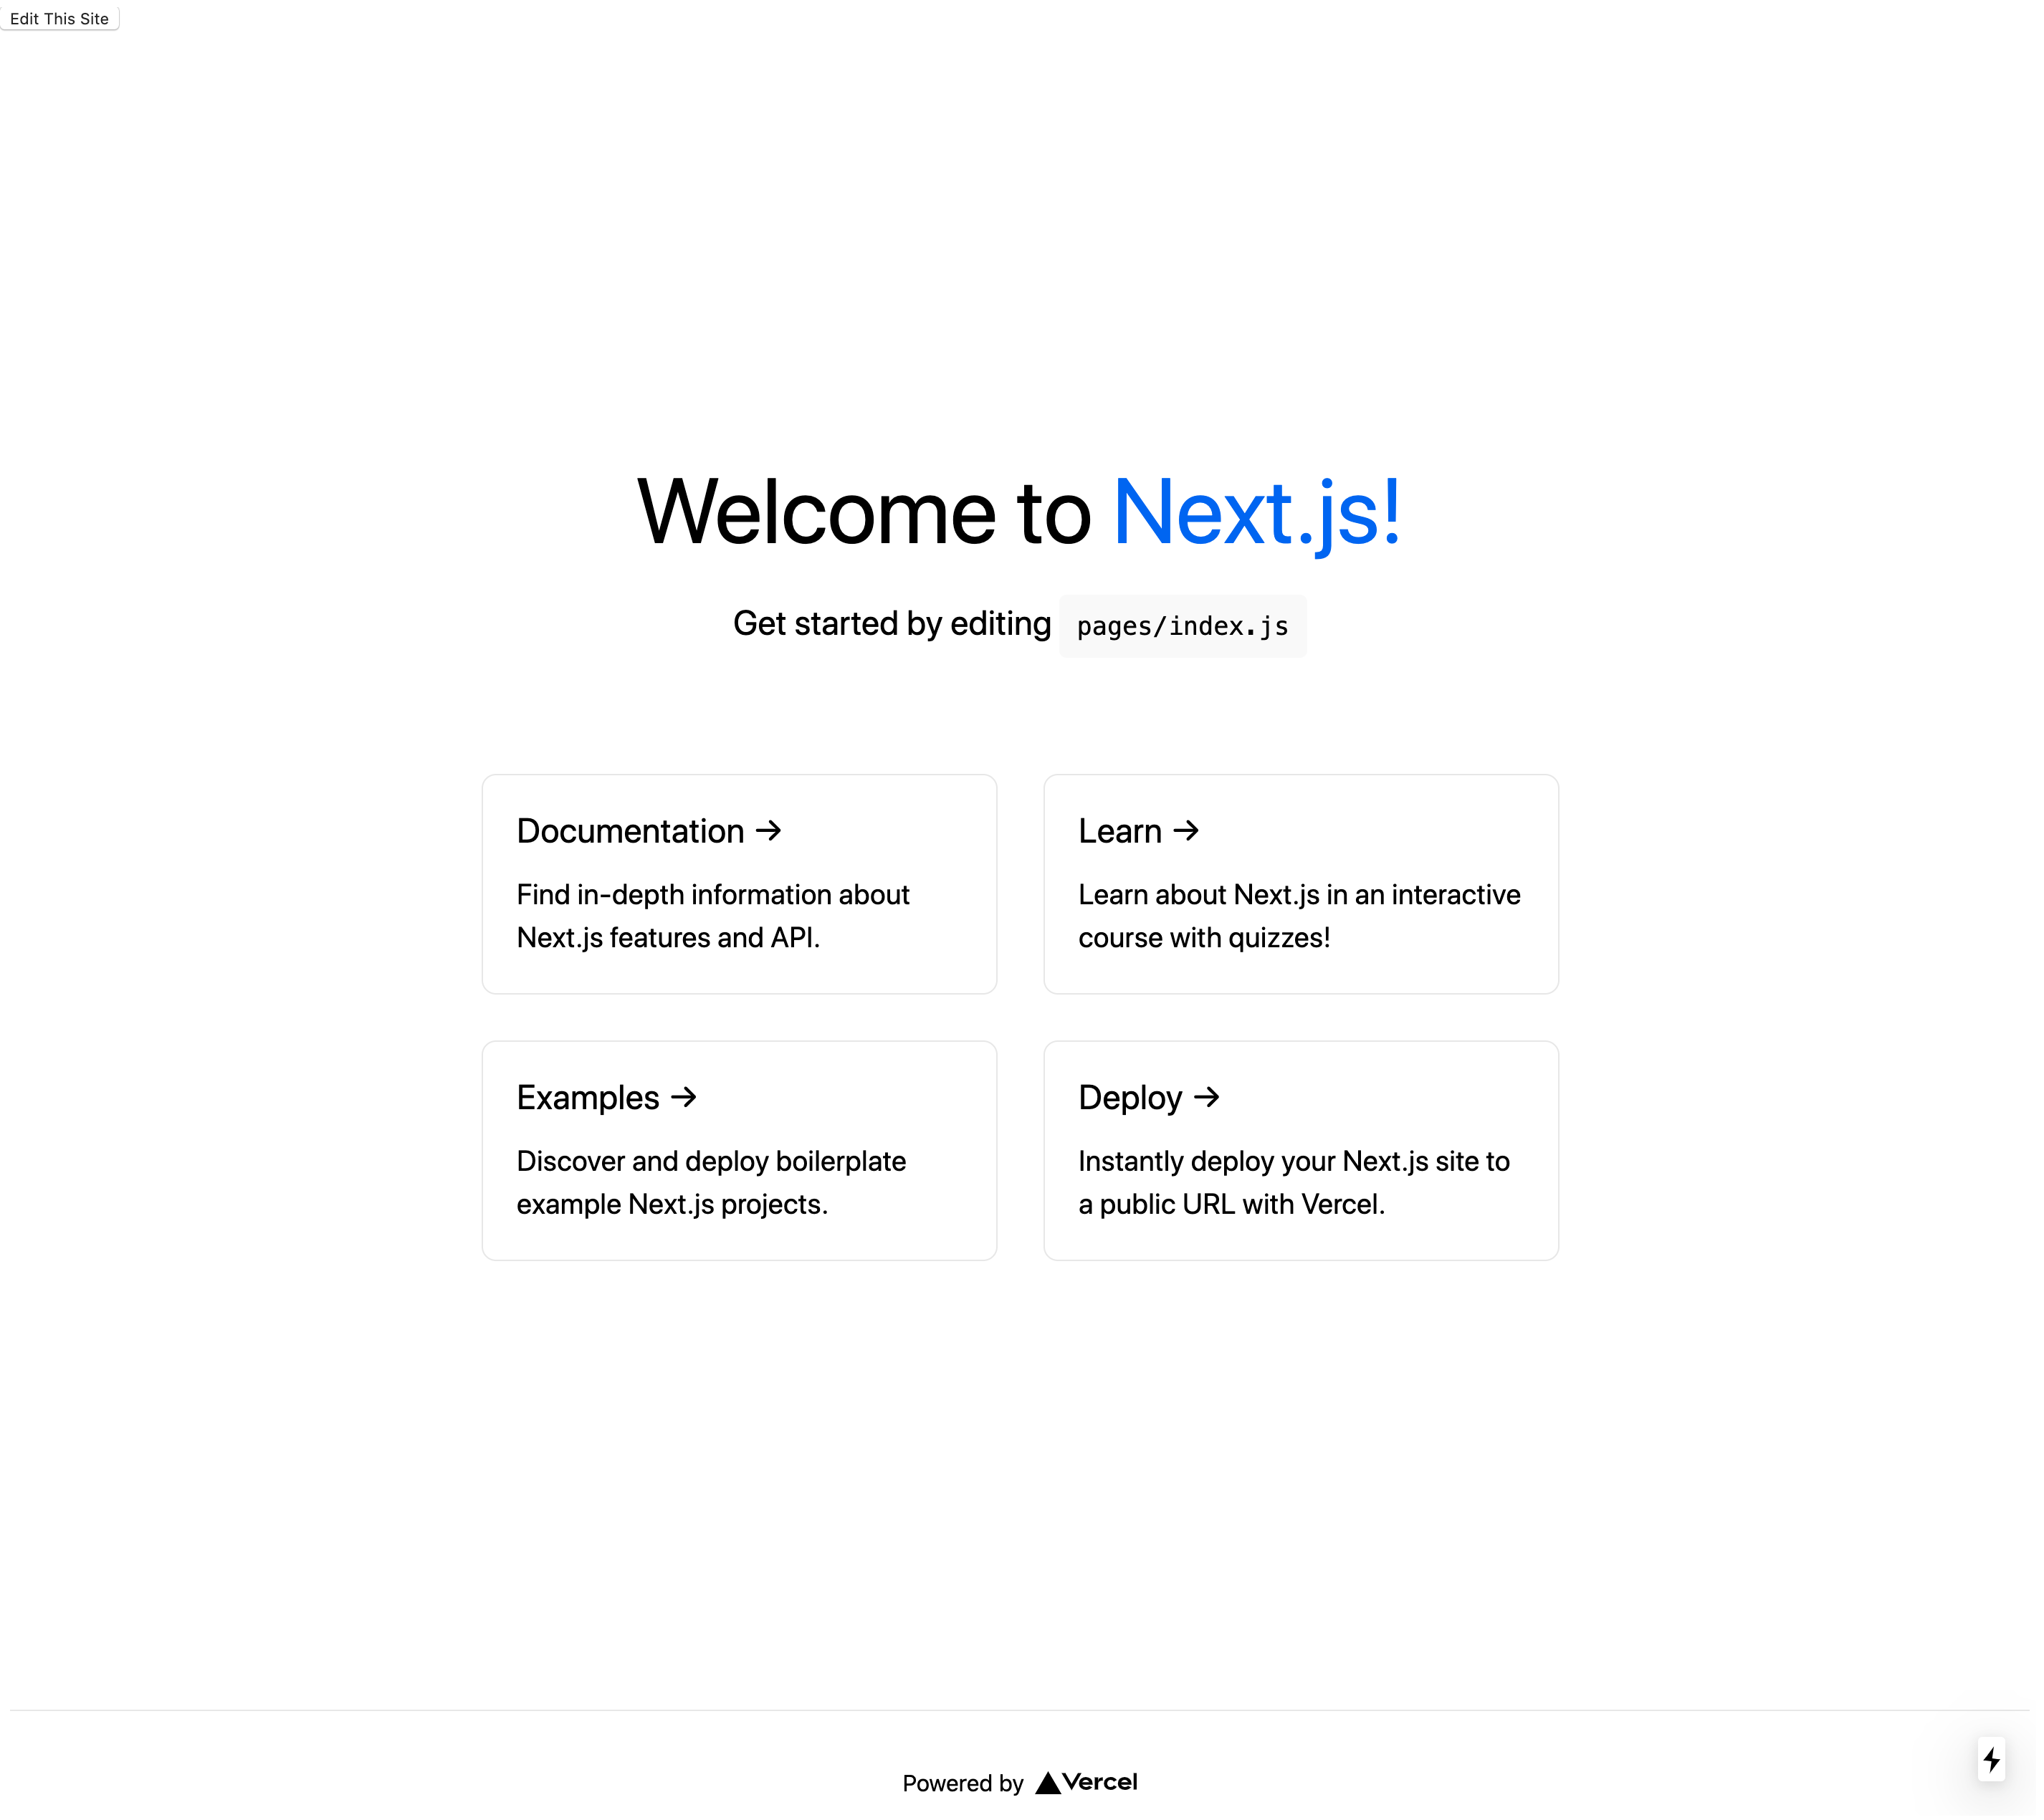 Edit This Site
Welcome to Next.js!
Get started by editing pages/index.js
Documentation →
Find in-depth information about
Next.js features and API.
Learn →
Learn about Next.js in an interactive
course with quizzes!
Examples →
Discover and deploy boilerplate
example Next.js projects.
Deploy →
Instantly deploy your Next.js site to
a public URL with Vercel.
Powered by Vercel